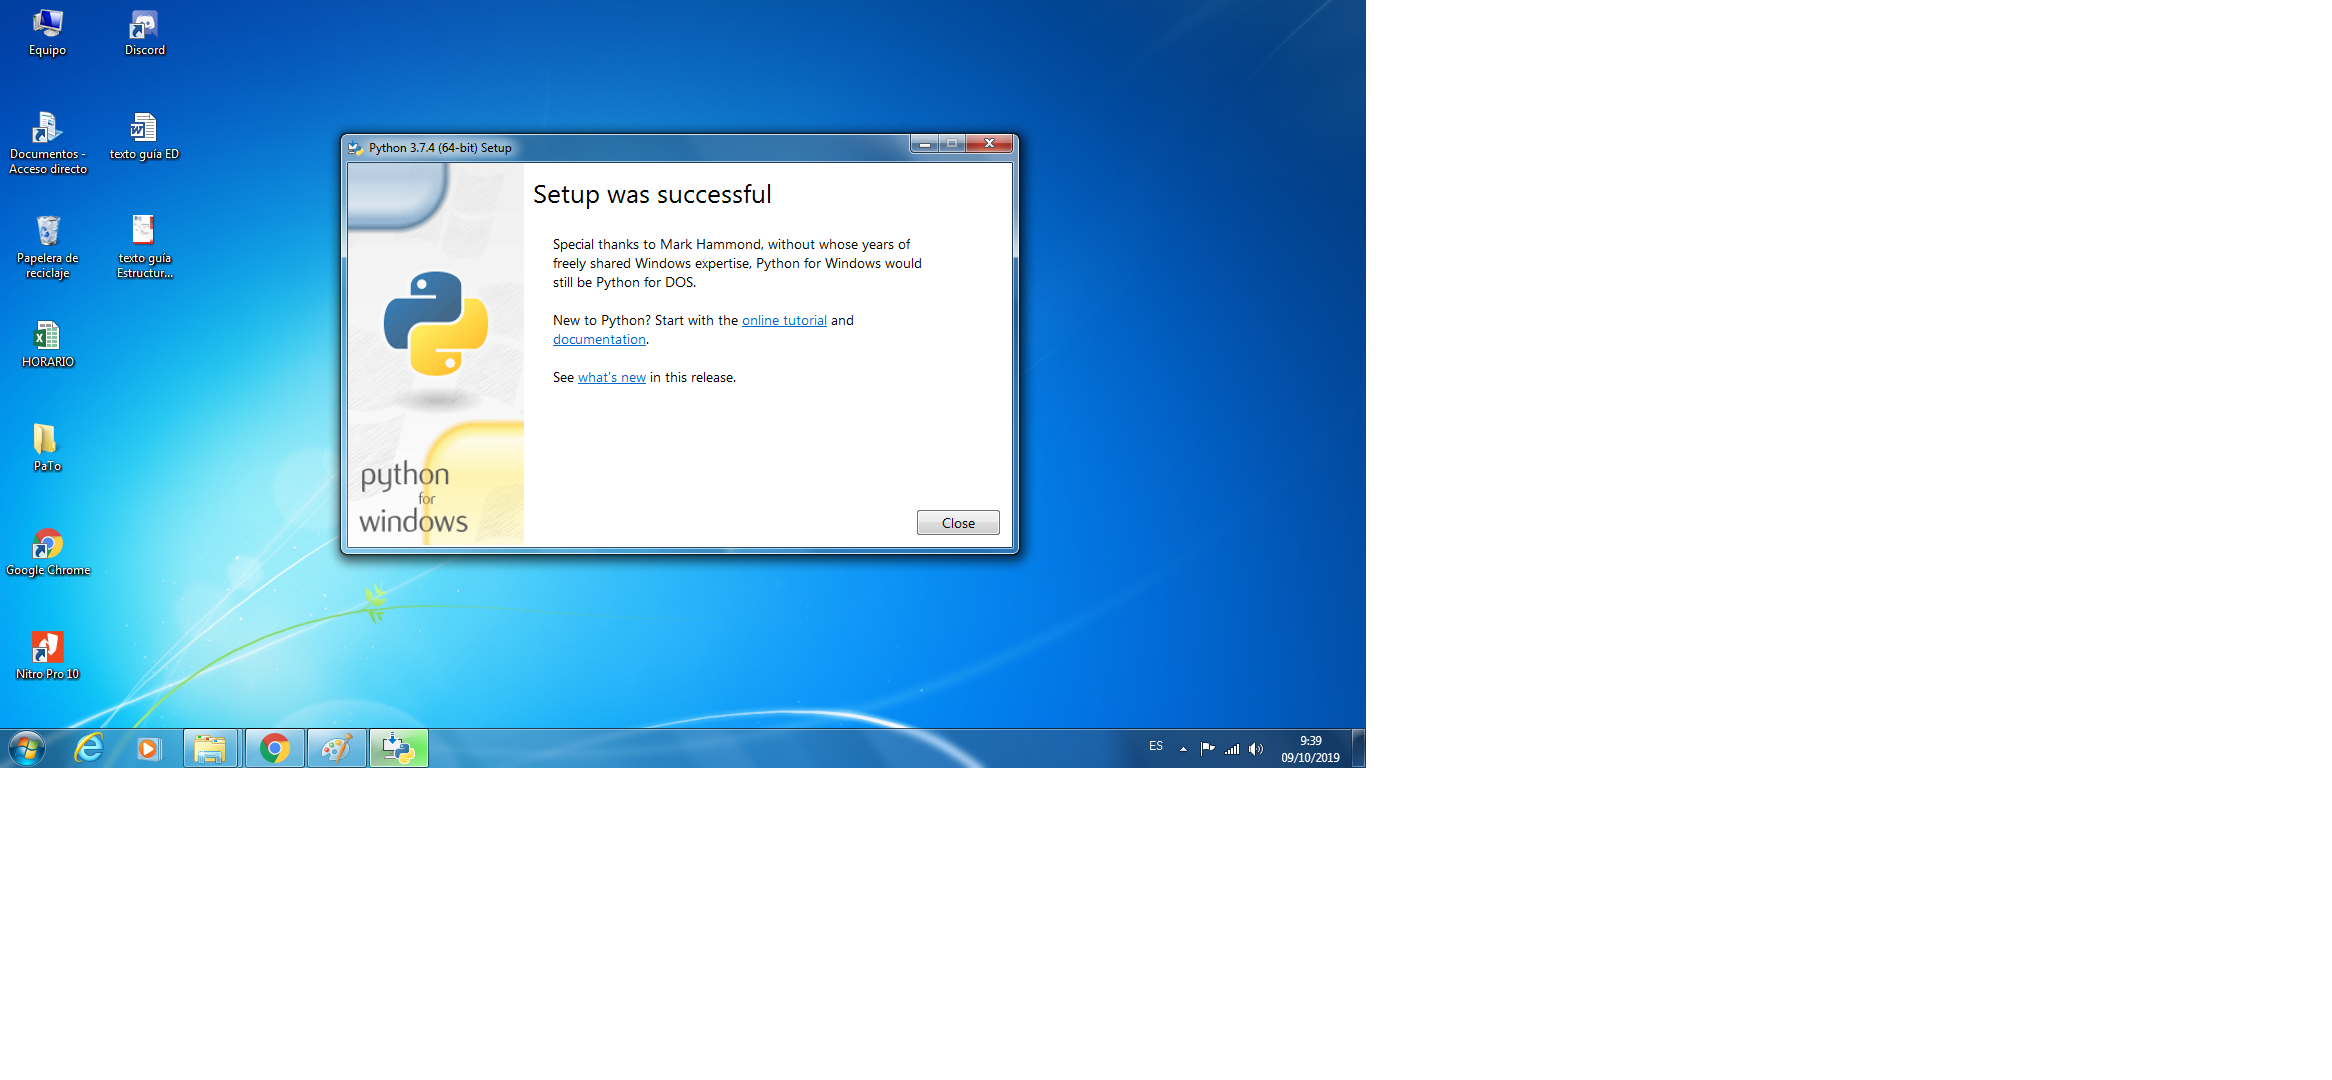 Equipo
Discord
Documentos -
Acceso directo
texto guía ED
Papelera de
reciclaje
texto guía
Estructur...
HORARIO
PaTo
Google Chrome
Nitro Pro 10
Python 3.7.4 (64-bit) Setup
Setup was successful
Special thanks to Mark Hammond, without whose years of
freely shared Windows expertise, Python for Windows would
still be Python for DOS.
New to Python? Start with the online tutorial and
documentation.
See what's new in this release.
python
for
windows
Close
ES
9:39
09/10/2019